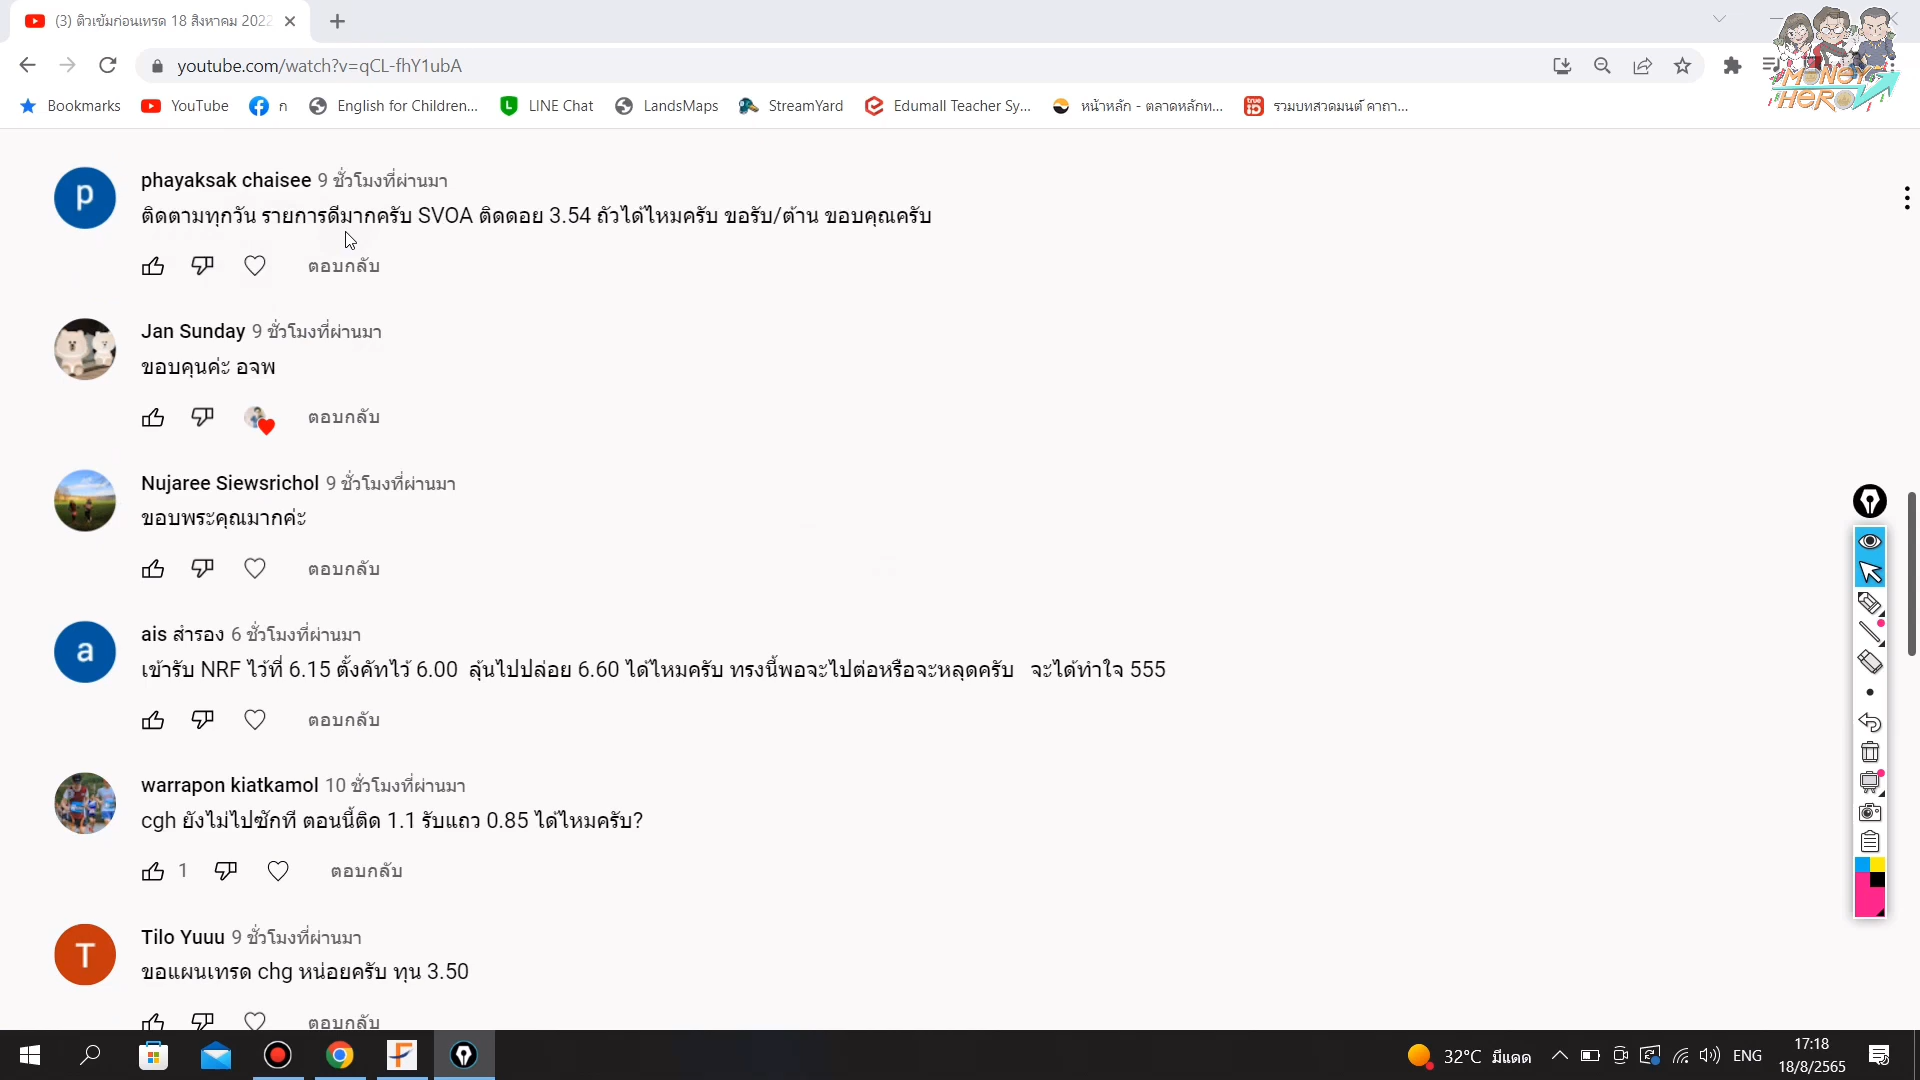 (3) ติวเข้มก่อนเทรด 18 สิงหาคม 2022
youtube.com/watch?v=qCL-fhY1ubA
MONEY HERO
Bookmarks YouTube ก English for Children... LINE Chat LandsMaps StreamYard Edumall Teacher Sy... หน้าหลัก - ตลาดหลักท... รวมบทสวดมนต์ คาถา...
p
phayaksak chaisee 9 ชั่วโมงที่ผ่านมา
ติดตามทุกวัน รายการดีมากครับ SVOA ติดดอย 3.54 ถัวได้ไหมครับ ขอรับ/ต้าน ขอบคุณครับ
ตอบกลับ
Jan Sunday 9 ชั่วโมงที่ผ่านมา
ขอบคุนค่ะ อจพ
ตอบกลับ
Nujaree Siewsrichol 9 ชั่วโมงที่ผ่านมา
ขอบพระคุณมากค่ะ
ตอบกลับ
a
ais สำรอง 6 ชั่วโมงที่ผ่านมา
เข้ารับ NRF ไว้ที่ 6.15 ตั้งคัทไว้ 6.00 ลุ้นไปปล่อย 6.60 ได้ไหมครับ ทรงนี้พอจะไปต่อหรือจะหลุดครับ จะได้ทำใจ 555
ตอบกลับ
warrapon kiatkamol 10 ชั่วโมงที่ผ่านมา
cgh ยังไม่ไปซักที ตอนนี้ติด 1.1 รับแถว 0.85 ได้ไหมครับ?
1 ตอบกลับ
T
Tilo Yuuu 9 ชั่วโมงที่ผ่านมา
ขอแผนเทรด chg หน่อยครับ ทุน 3.50
ตอบกลับ
32°C มีแดด ENG 17:18
18/8/2565